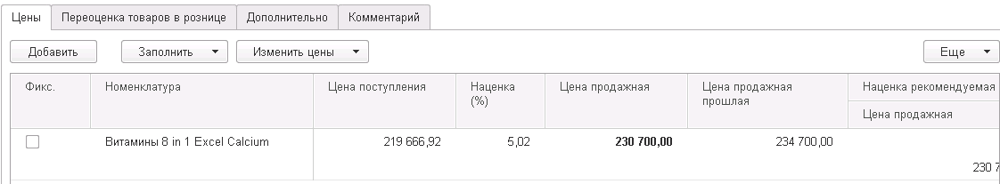 Цены Переоценка товаров в рознице Дополнительно Комментарий
Добавить Заполнить Изменить цены Еще
Фикс. Номенклатура Цена поступления Наценка (%) Цена продажная Цена продажная прошлая Наценка рекомендуемая
Цена продажная
Витамины 8 in 1 Excel Calcium 219 666,92 5,02 230 700,00 234 700,00
230 7